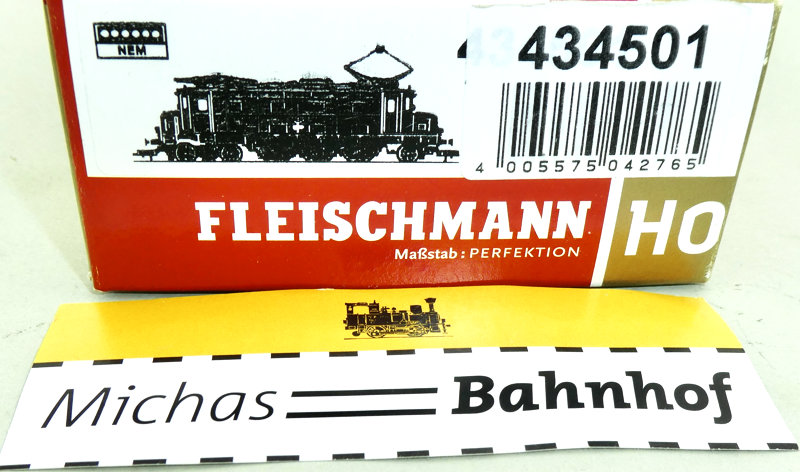 NEM
434501
4 005575 042765
FLEISCHMANN HO
Maßstab: PERFEKTION
Michas Bahnhof